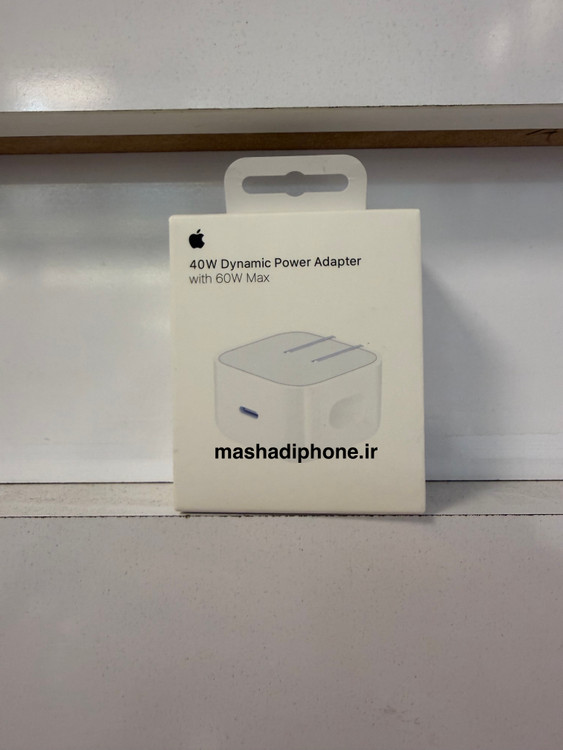 40W Dynamic Power Adapter
with 60W Max
mashadiphone.ir